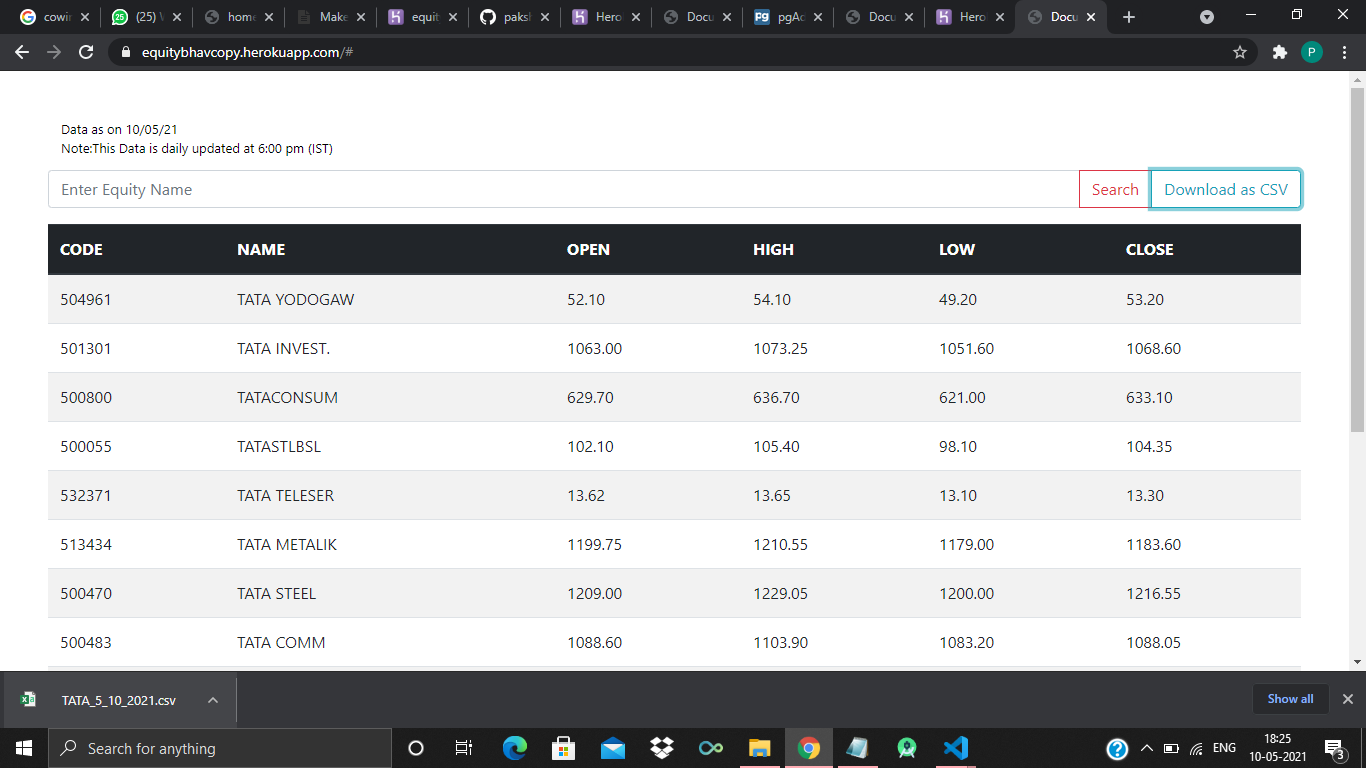 cowin
(25) W
home
Make
equit
paksh
Hero
Docu
pgAd
Docu
Hero
Docu
equitybhavcopy.herokuapp.com/#
P
Data as on 10/05/21
Note:This Data is daily updated at 6:00 pm (IST)
Enter Equity Name Search Download as CSV
CODE NAME OPEN HIGH LOW CLOSE
504961 TATA YODOGAW 52.10 54.10 49.20 53.20
501301 TATA INVEST. 1063.00 1073.25 1051.60 1068.60
500800 TATACONSUM 629.70 636.70 621.00 633.10
500055 TATASTLBSL 102.10 105.40 98.10 104.35
532371 TATA TELESER 13.62 13.65 13.10 13.30
513434 TATA METALIK 1199.75 1210.55 1179.00 1183.60
500470 TATA STEEL 1209.00 1229.05 1200.00 1216.55
500483 TATA COMM 1088.60 1103.90 1083.20 1088.05
TATA_5_10_2021.csv Show all
Search for anything ENG 18:25
10-05-2021
3